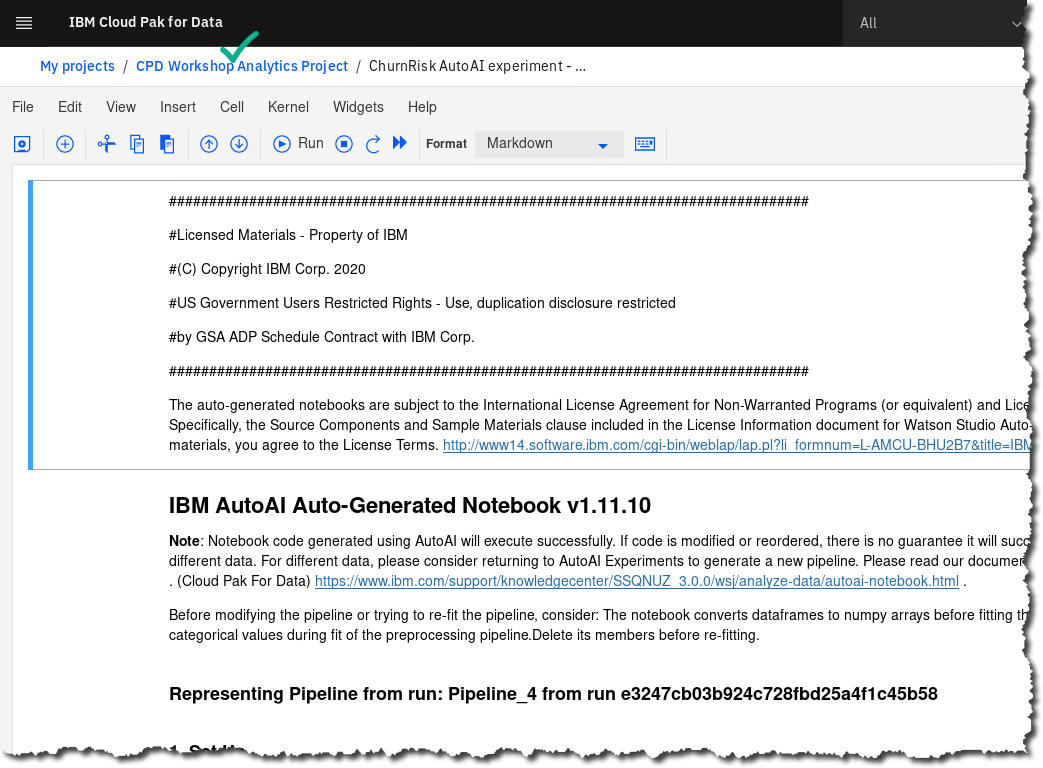 IBM Cloud Pak for Data
All
My projects / CPD Workshop Analytics Project / ChurnRisk AutoAI experiment - ...
File Edit View Insert Cell Kernel Widgets Help
Run Format Markdown
################################################################################
#Licensed Materials - Property of IBM
#(C) Copyright IBM Corp. 2020
#US Government Users Restricted Rights - Use, duplication disclosure restricted
#by GSA ADP Schedule Contract with IBM Corp.
################################################################################
The auto-generated notebooks are subject to the International License Agreement for Non-Warranted Programs (or equivalent) and Lice
Specifically, the Source Components and Sample Materials clause included in the License Information document for Watson Studio Auto-
materials, you agree to the License Terms. http://www14.software.ibm.com/cgi-bin/weblap/lap.pl?li_formnum=L-AMCU-BHU2B7&title=IBM
IBM AutoAI Auto-Generated Notebook v1.11.10
Note: Notebook code generated using AutoAI will execute successfully. If code is modified or reordered, there is no guarantee it will succ
different data. For different data, please consider returning to AutoAI Experiments to generate a new pipeline. Please read our documen
. (Cloud Pak For Data) https://www.ibm.com/support/knowledgecenter/SSQNUZ_3.0.0/wsj/analyze-data/autoai-notebook.html .
Before modifying the pipeline or trying to re-fit the pipeline, consider: The notebook converts dataframes to numpy arrays before fitting th
categorical values during fit of the preprocessing pipeline.Delete its members before re-fitting.
Representing Pipeline from run: Pipeline_4 from run e3247cb03b924c728fbd25a4f1c45b58
1. Set Up